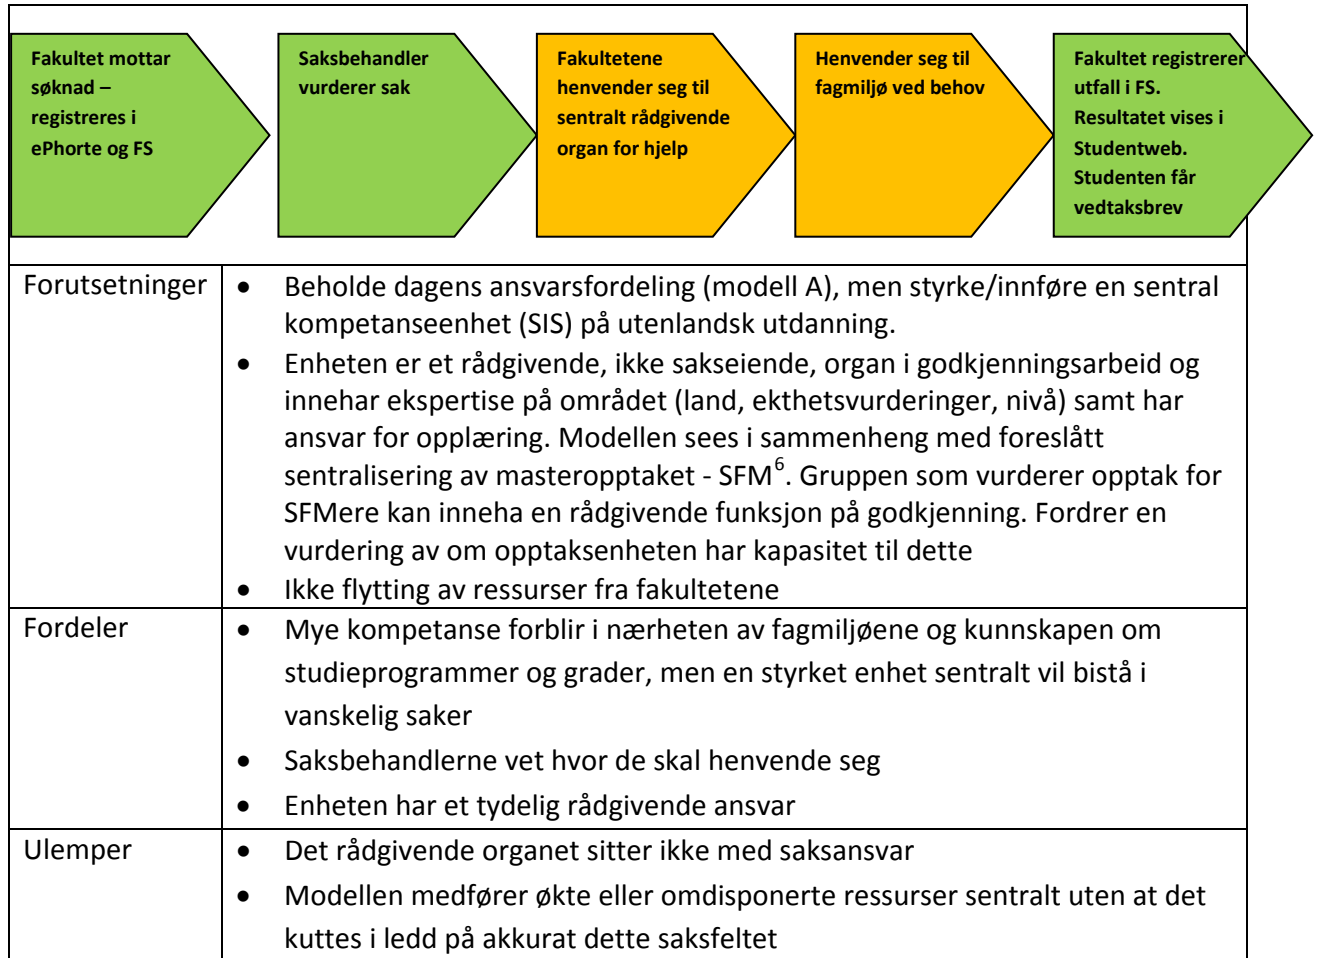 Fakultet mottar
søknad –
registreres i
ePhorte og FS
Saksbehandler
vurderer sak
Fakultetene
henvender seg til
sentralt rådgivende
organ for hjelp
Henvender seg til
fagmiljø ved behov
Fakultet registrerer
utfall i FS.
Resultatet vises i
Studentweb.
Studenten får
vedtaksbrev
Forutsetninger
• Beholde dagens ansvarsfordeling (modell A), men styrke/innføre en sentral
kompetanseenhet (SIS) på utenlandsk utdanning.
• Enheten er et rådgivende, ikke sakseiende, organ i godkjenningsarbeid og
innehar ekspertise på området (land, ekthetsvurderinger, nivå) samt har
ansvar for opplæring. Modellen sees i sammenheng med foreslått
sentralisering av masteropptaket - SFM⁶. Gruppen som vurderer opptak for
SFMere kan inneha en rådgivende funksjon på godkjenning. Fordrer en
vurdering av om opptaksenheten har kapasitet til dette
• Ikke flytting av ressurser fra fakultetene
Fordeler
• Mye kompetanse forblir i nærheten av fagmiljøene og kunnskapen om
studieprogrammer og grader, men en styrket enhet sentralt vil bistå i
vanskelig saker
• Saksbehandlerne vet hvor de skal henvende seg
• Enheten har et tydelig rådgivende ansvar
Ulemper
• Det rådgivende organet sitter ikke med saksansvar
• Modellen medfører økte eller omdisponerte ressurser sentralt uten at det
kuttes i ledd på akkurat dette saksfeltet